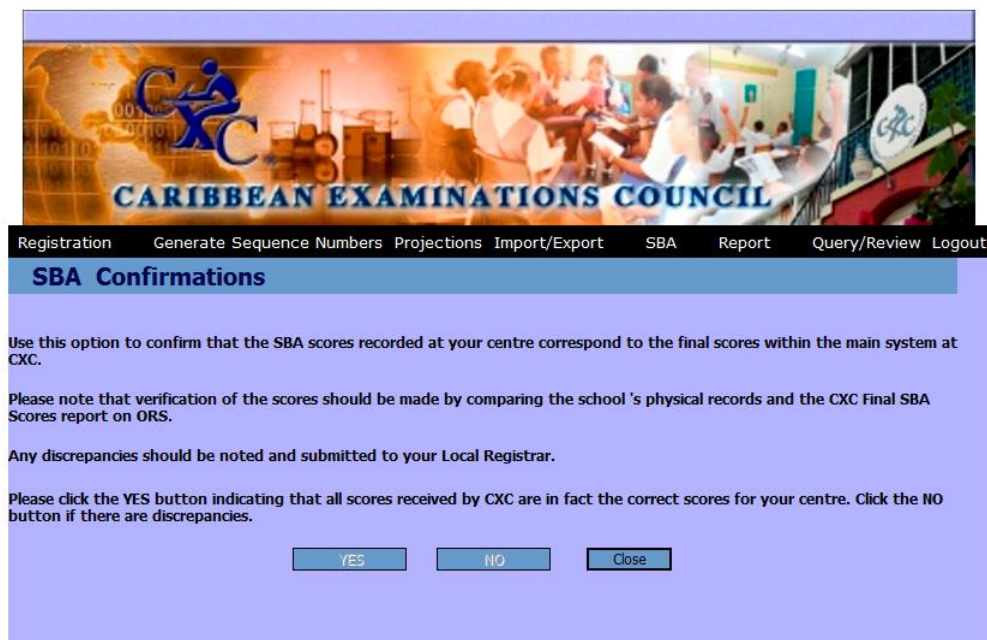 CXC
CXC
CARIBBEAN EXAMINATIONS COUNCIL
Registration Generate Sequence Numbers Projections Import/Export SBA Report Query/Review Logout
SBA Confirmations
Use this option to confirm that the SBA scores recorded at your centre correspond to the final scores within the main system at
CXC.
Please note that verification of the scores should be made by comparing the school 's physical records and the CXC Final SBA
Scores report on ORS.
Any discrepancies should be noted and submitted to your Local Registrar.
Please click the YES button indicating that all scores received by CXC are in fact the correct scores for your centre. Click the NO
button if there are discrepancies.
YES NO Close